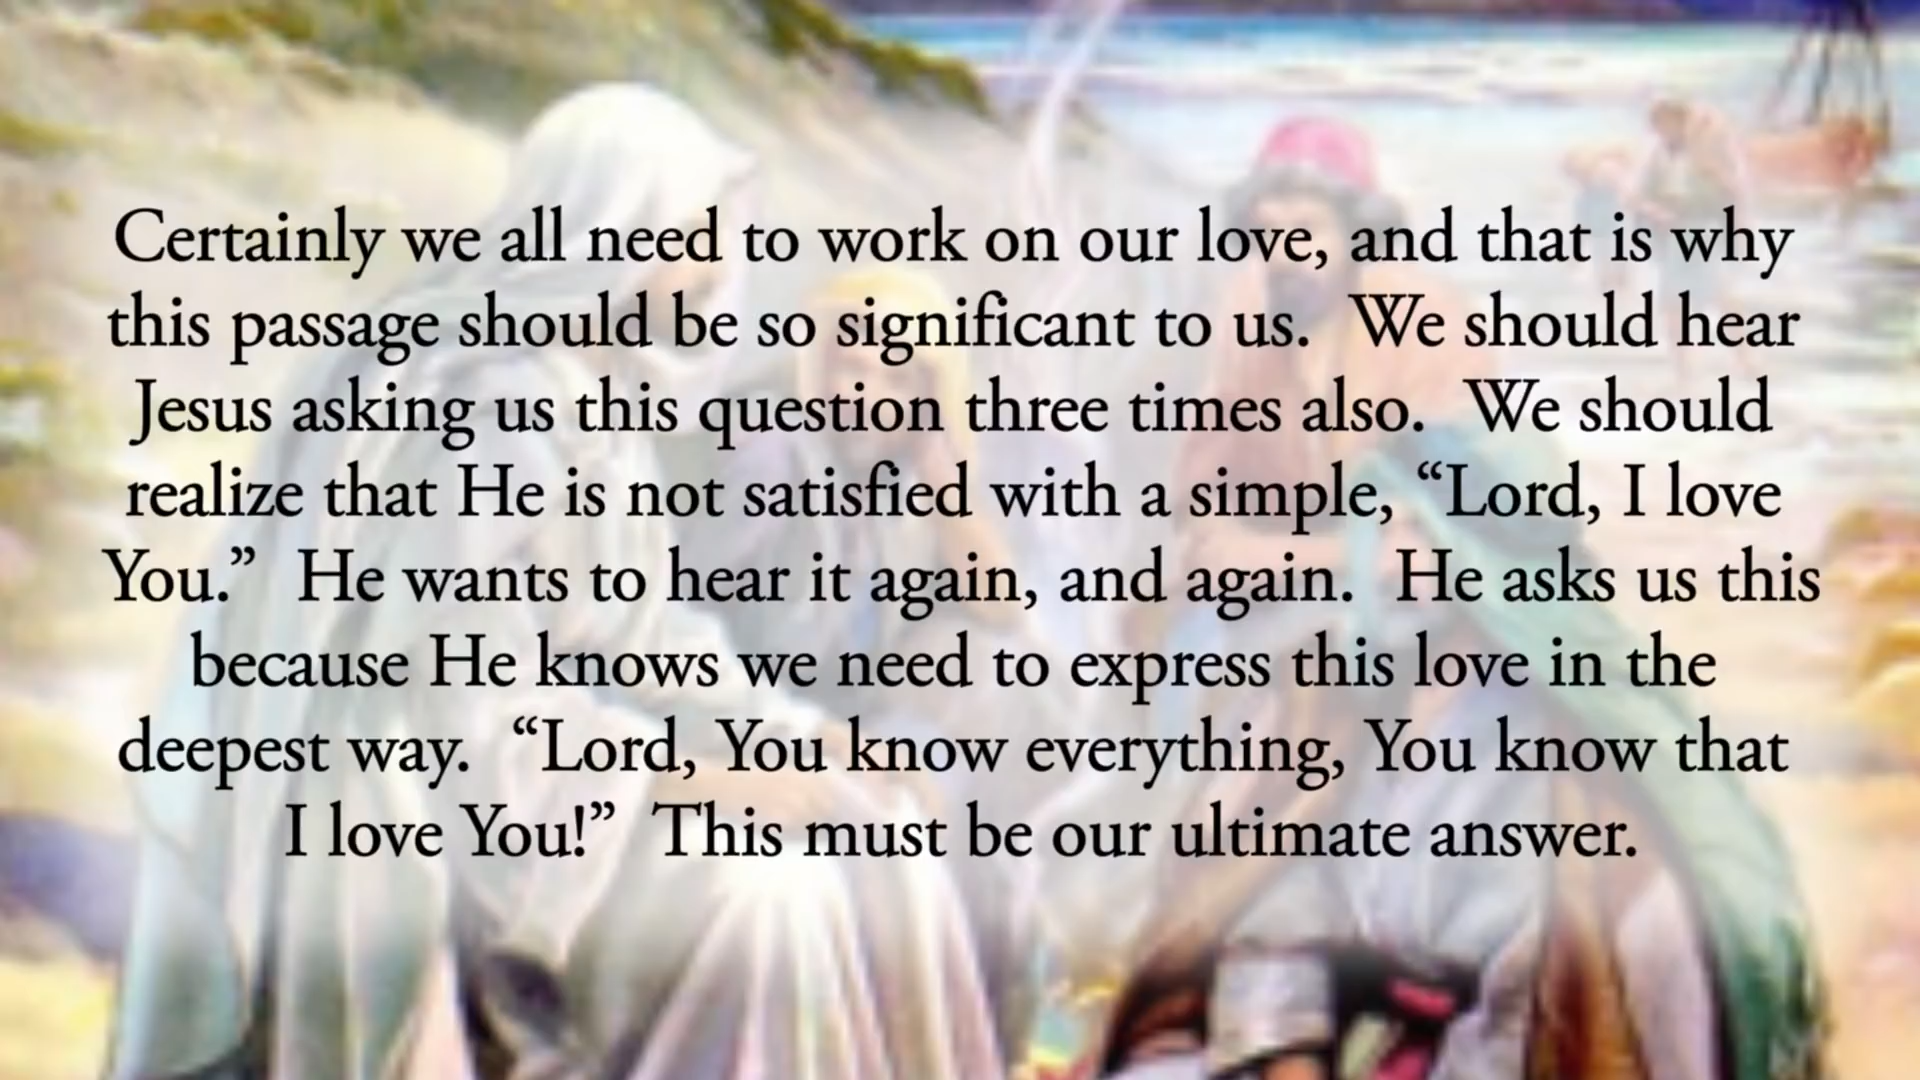 Certainly we all need to work on our love, and that is why
this passage should be so significant to us.  We should hear
Jesus asking us this question three times also.  We should
realize that He is not satisfied with a simple, “Lord, I love
You.”  He wants to hear it again, and again.  He asks us this
because He knows we need to express this love in the
deepest way.  “Lord, You know everything, You know that
I love You!”  This must be our ultimate answer.